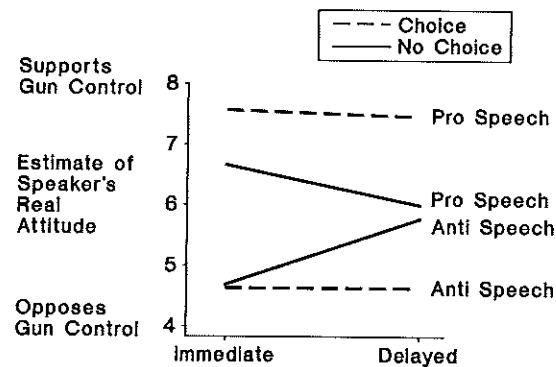 Choice
No Choice
Supports
Gun Control
8
7
6
5
4
Estimate of
Speaker's
Real
Attitude
Opposes
Gun Control
Pro Speech
Pro Speech
Anti Speech
Anti Speech
Immediate
Delayed